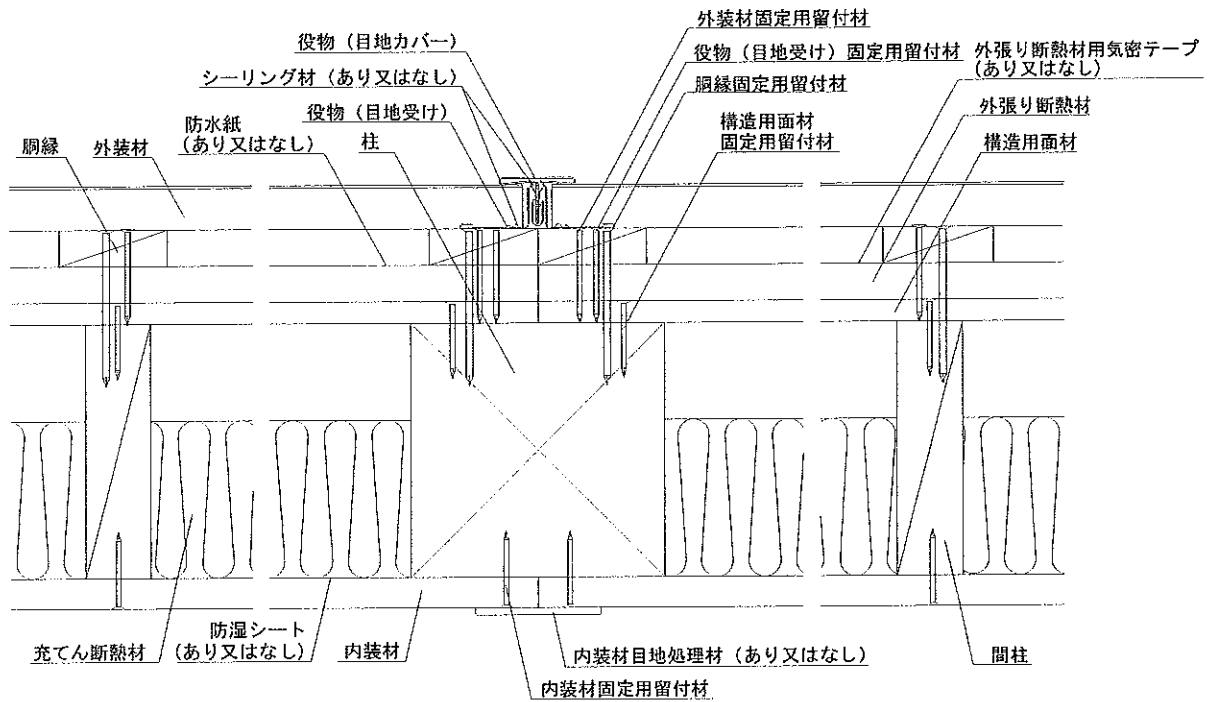 外装材固定用留付材
役物（目地カバー）
役物（目地受け）固定用留付材
外張り断熱材用気密テープ
（あり又はなし）
シーリング材（あり又はなし）
胴縁固定用留付材
役物（目地受け）
外張り断熱材
防水紙
（あり又はなし）
柱
構造用面材
固定用留付材
構造用面材
胴縁
外装材
充てん断熱材
防湿シート
（あり又はなし）
内装材
内装材目地処理材（あり又はなし）
間柱
内装材固定用留付材